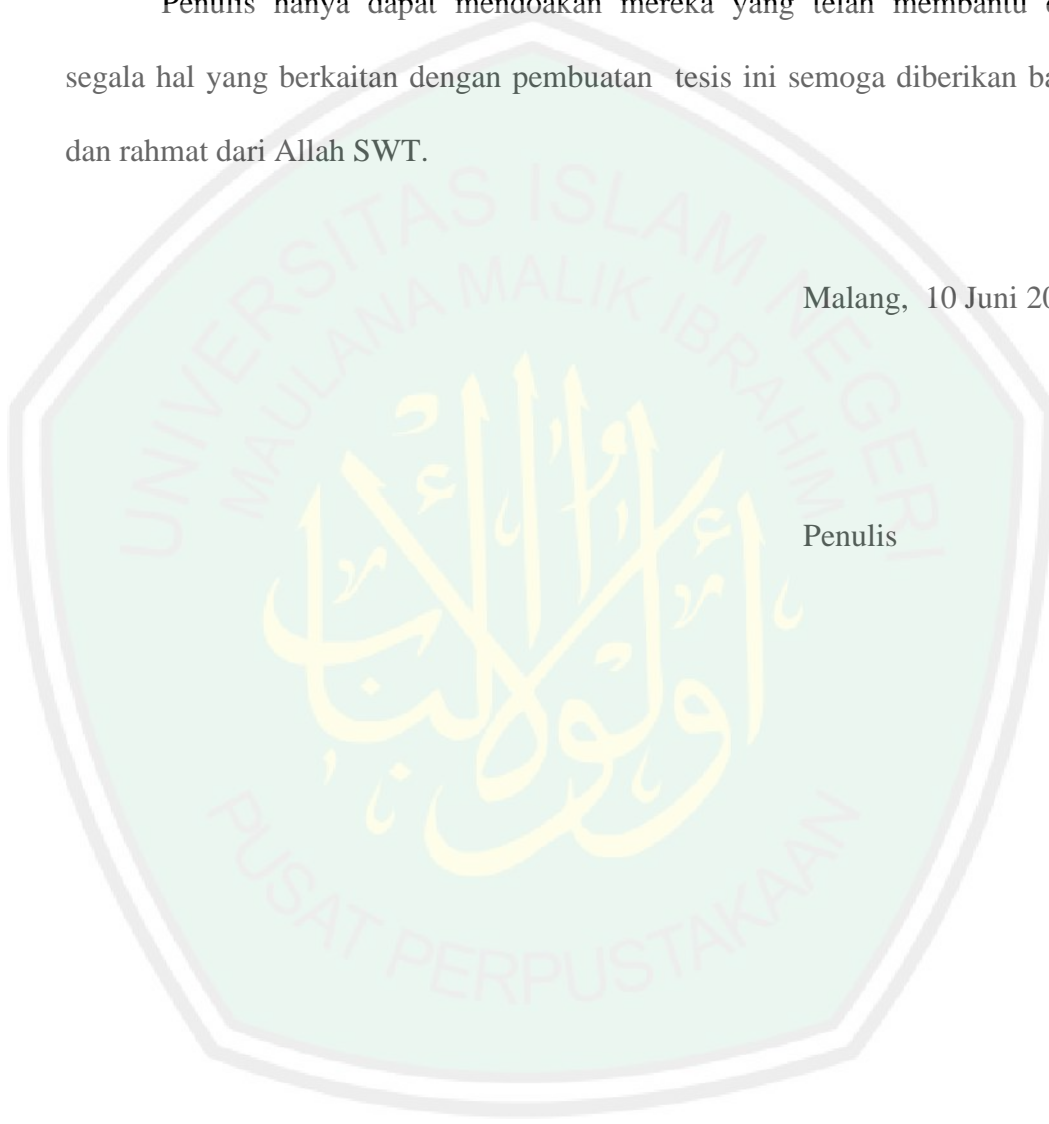 Penulis hanya dapat mendoakan mereka yang telah membantu
segala hal yang berkaitan dengan pembuatan tesis ini semoga diberikan
dan rahmat dari Allah SWT.
Malang, 10 Juni
Penulis
UNIVERSITAS ISLAM NEGERI
MAULANA MALIK IBRAHIM
PUSAT PERPUSTAKAAN